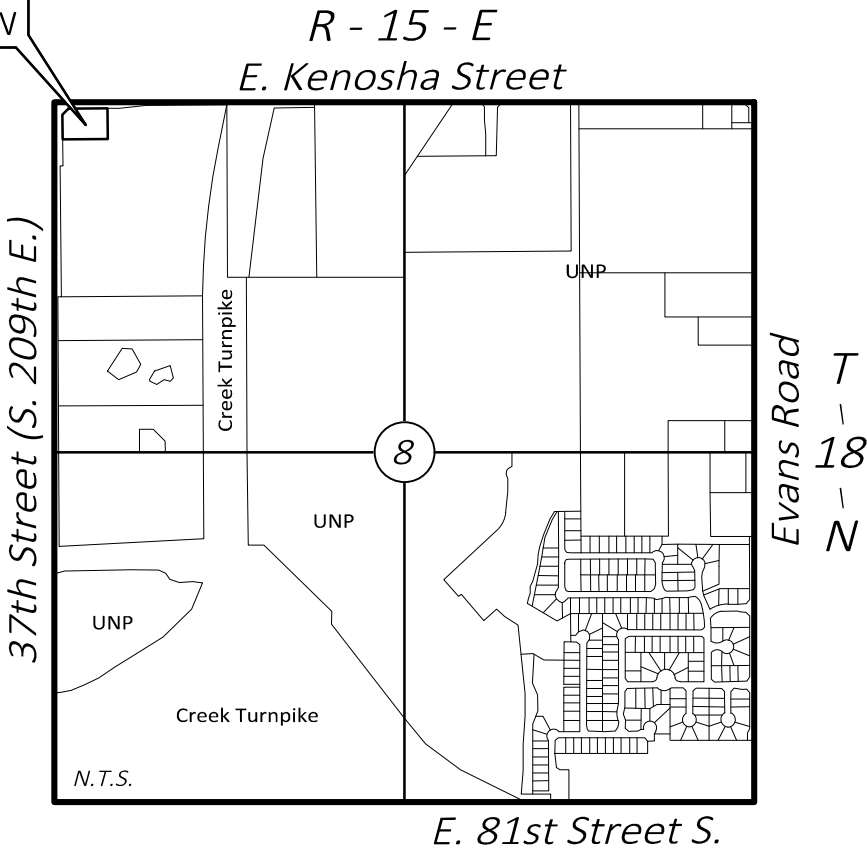 N
R - 15 - E
E. Kenosha Street
37th Street (S. 209th E.)
UNP
Creek Turnpike
8
Evans Road
T
-
18
-
N
UNP
UNP
Creek Turnpike
N.T.S.
E. 81st Street S.